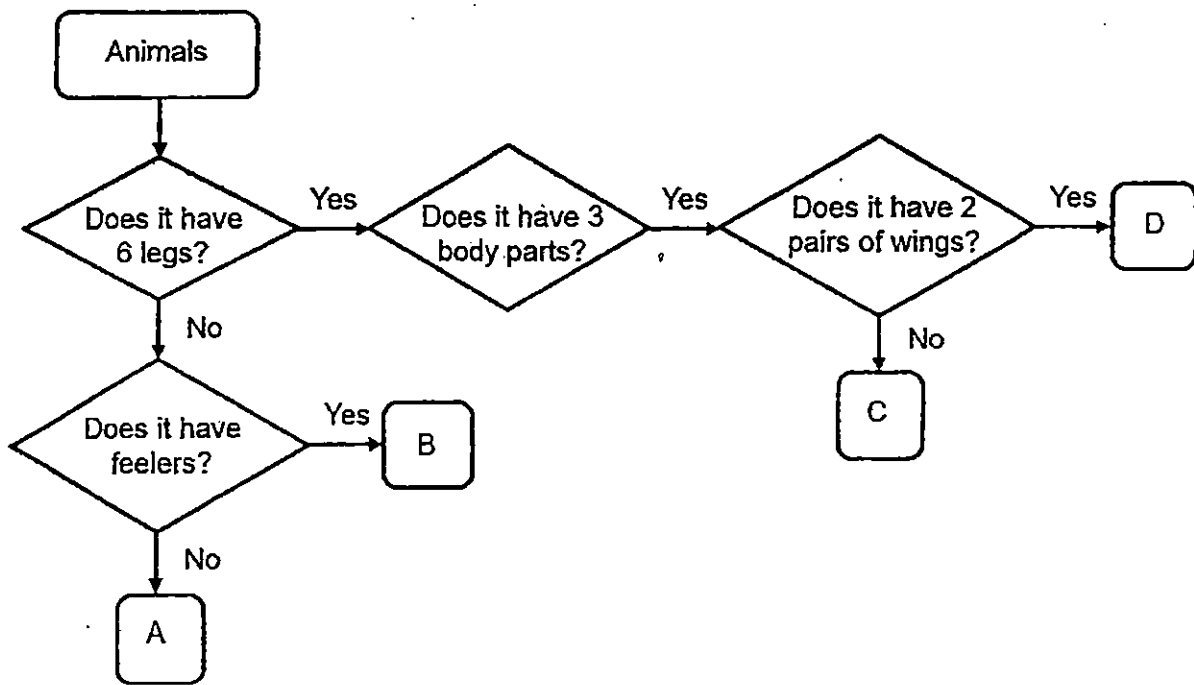 Animals
Does it have
6 legs?
Yes
Does it have 3
body parts?
Yes
Does it have 2
pairs of wings?
Yes
D
No
No
C
Does it have
feelers?
Yes
B
No
A